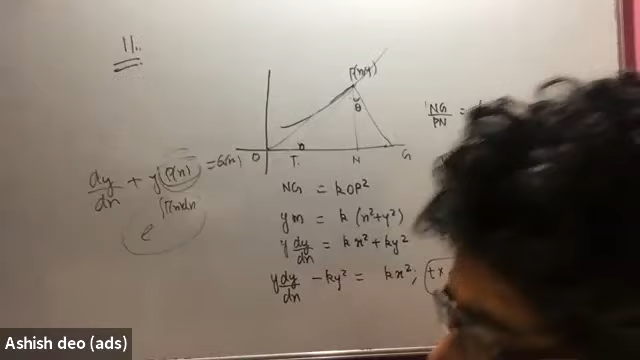 11.
P(x,y)
θ
NG/PN =
O T N G
dy/dx + y(P(x)) = Q(x)
e^∫P(x)dx
NG = kOP²
ym = k(x²+y²)
y dy/dx = kx² + ky²
y dy/dx - ky² = kx²;
Ashish deo (ads)